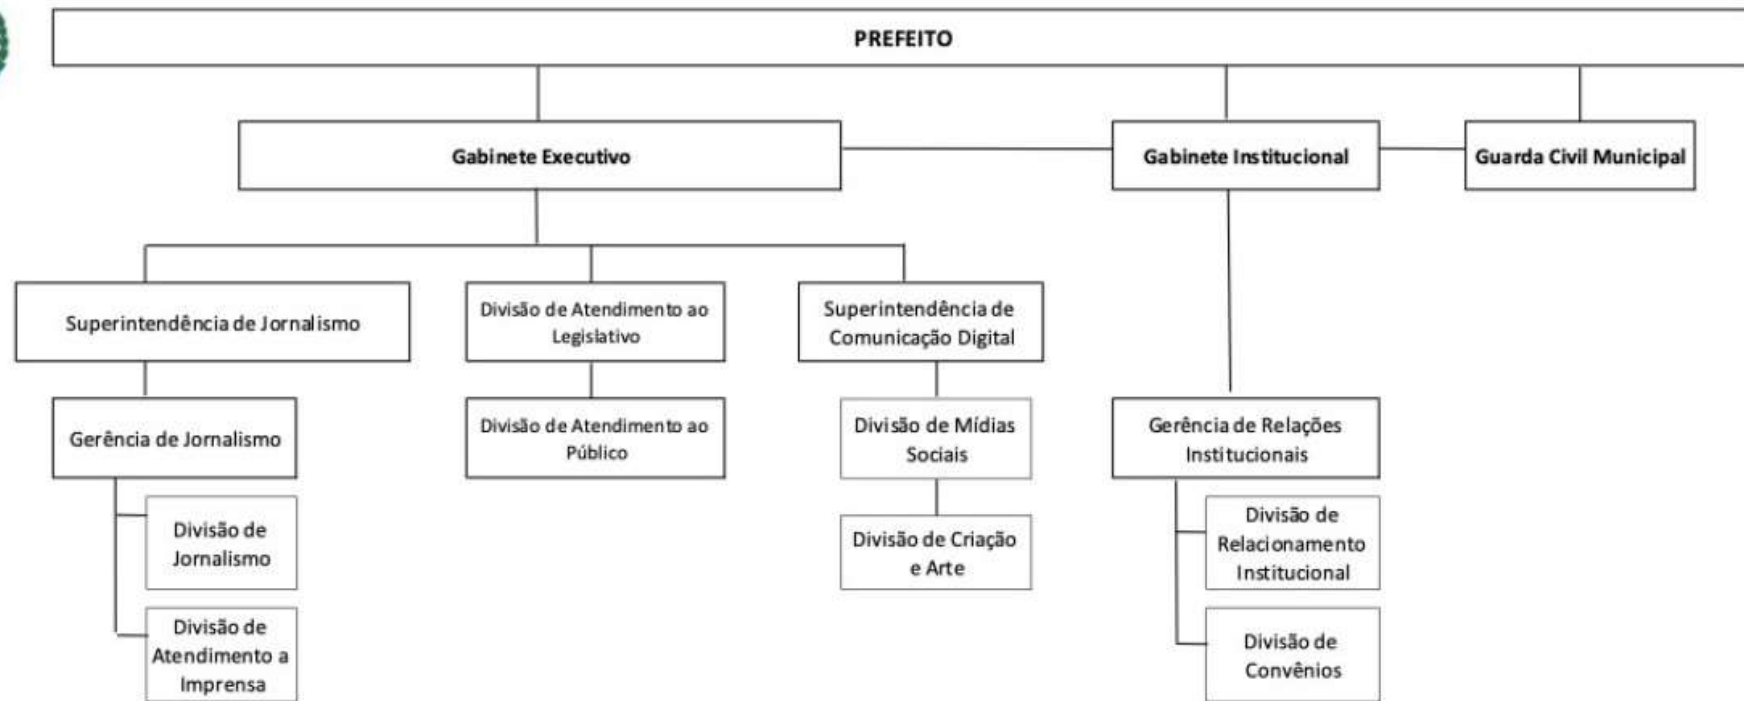 PREFEITO
Gabinete Executivo
Gabinete Institucional
Guarda Civil Municipal
Superintendência de Jornalismo
Divisão de Atendimento ao
Legislativo
Superintendência de
Comunicação Digital
Gerência de Jornalismo
Divisão de Atendimento ao
Público
Divisão de Mídias
Sociais
Gerência de Relações
Institucionais
Divisão de
Jornalismo
Divisão de Criação
e Arte
Divisão de
Relacionamento
Institucional
Divisão de
Atendimento a
Imprensa
Divisão de
Convênios